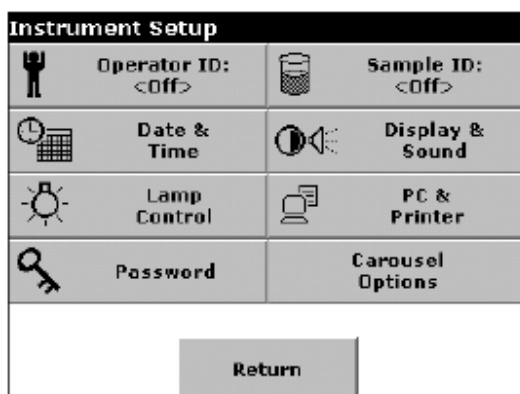 Instrument Setup
Operator ID:
<Off>
Sample ID:
<Off>
Date &
Time
Display &
Sound
Lamp
Control
PC &
Printer
Password
Carousel
Options
Return